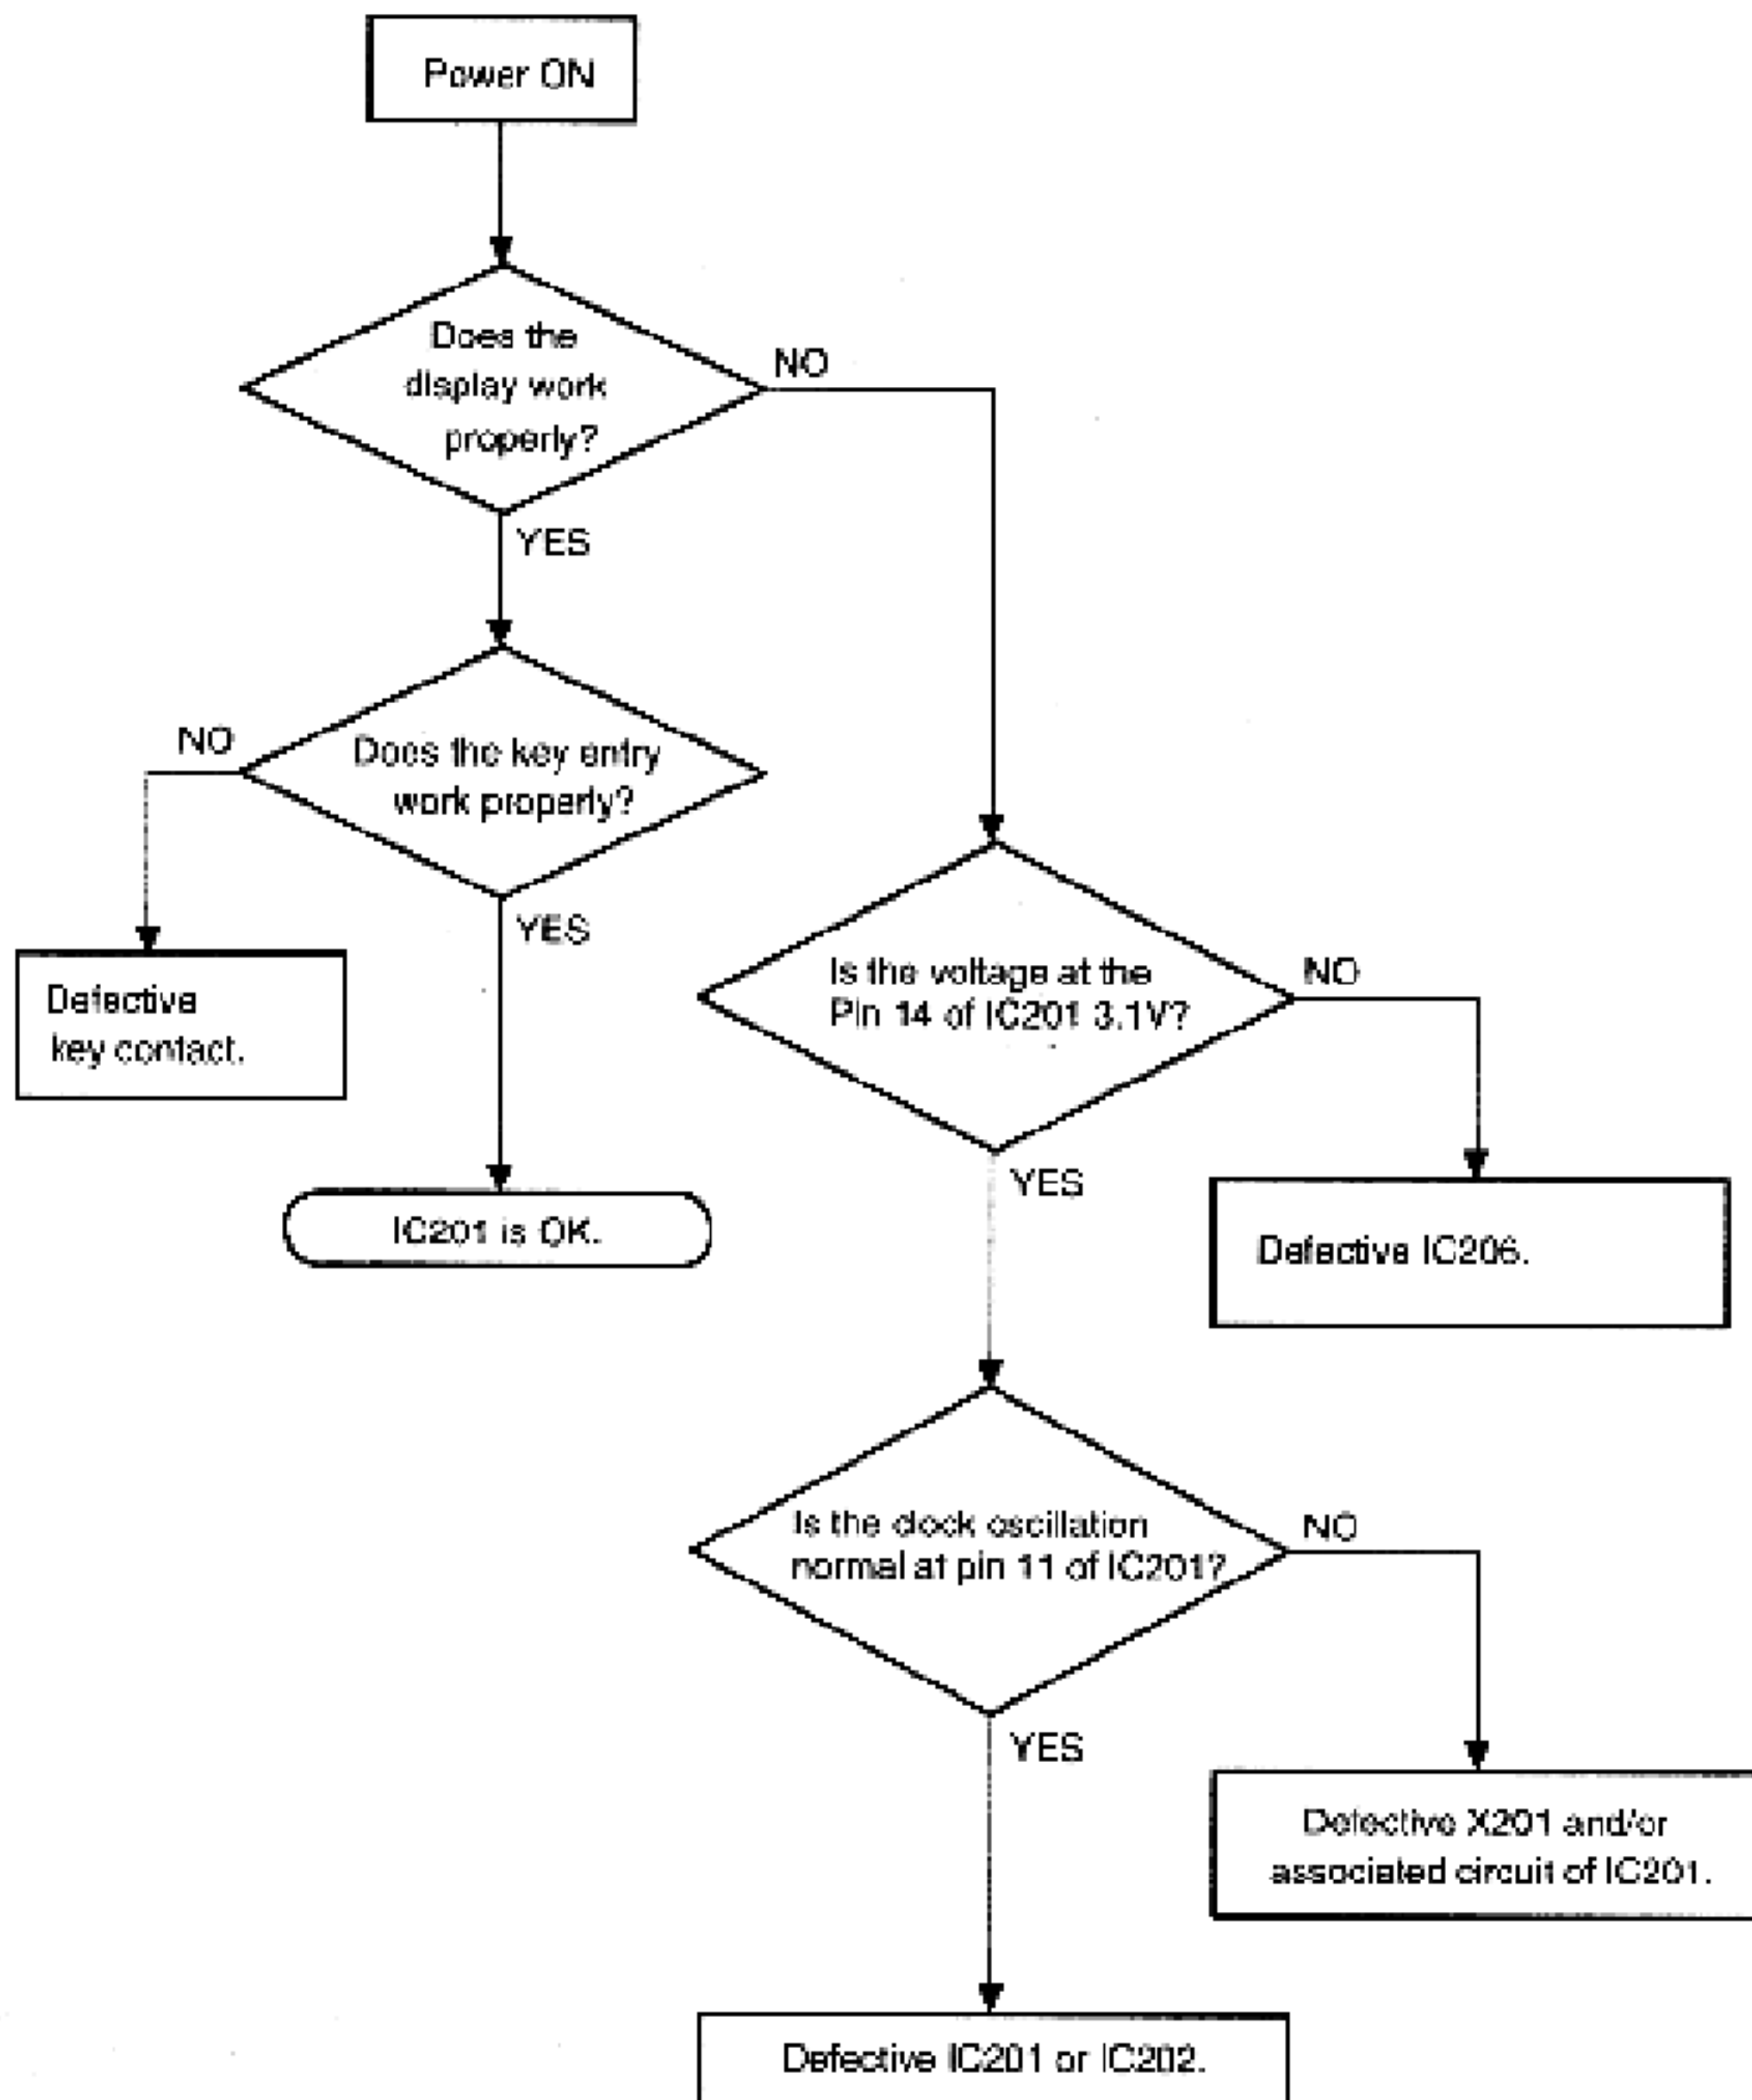 Power ON
Does the
display work
properly?
NO
YES
Does the key entry
work properly?
NO
YES
Defective
key contact.
IC201 is OK.
Is the voltage at the
Pin 14 of IC201 3.1V?
NO
YES
Defective IC206.
Is the clock oscillation
normal at pin 11 of IC201?
NO
YES
Defective X201 and/or
associated circuit of IC201.
Defective IC201 or IC202.